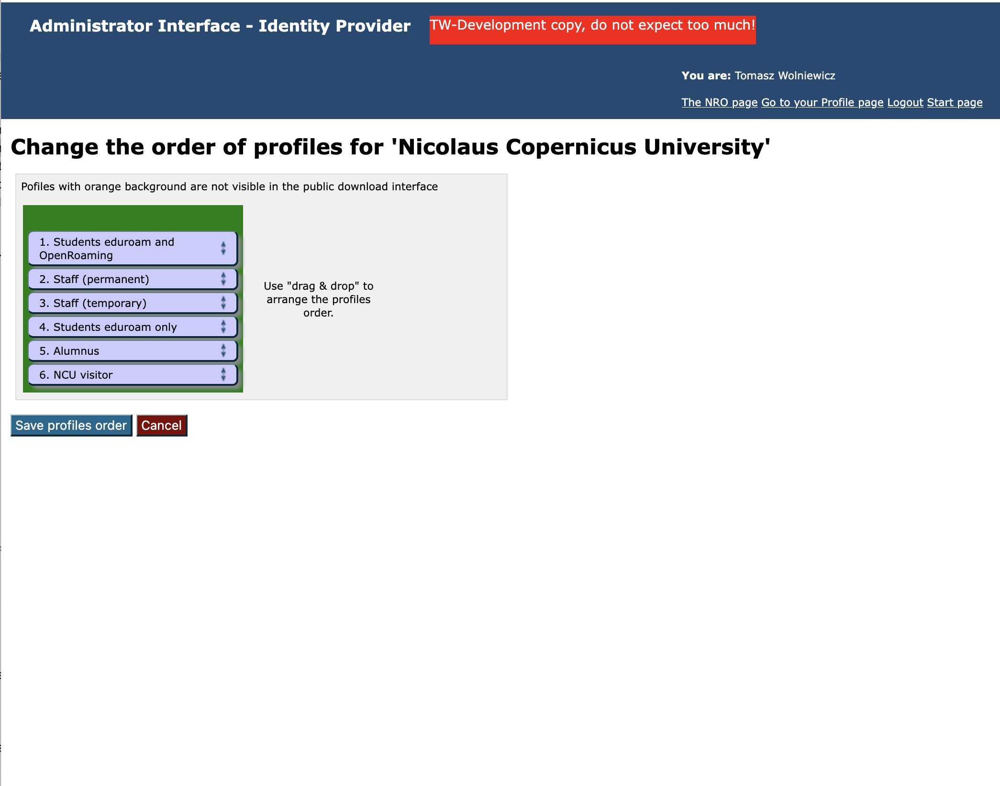 Administrator Interface - Identity Provider
TW-Development copy, do not expect too much!
You are: Tomasz Wolniewicz
The NRO page Go to your Profile page Logout Start page
Change the order of profiles for 'Nicolaus Copernicus University'
Pofiles with orange background are not visible in the public download interface
1. Students eduroam and
OpenRoaming
2. Staff (permanent)
3. Staff (temporary)
4. Students eduroam only
5. Alumnus
6. NCU visitor
Use "drag & drop" to
arrange the profiles
order.
Save profiles order
Cancel